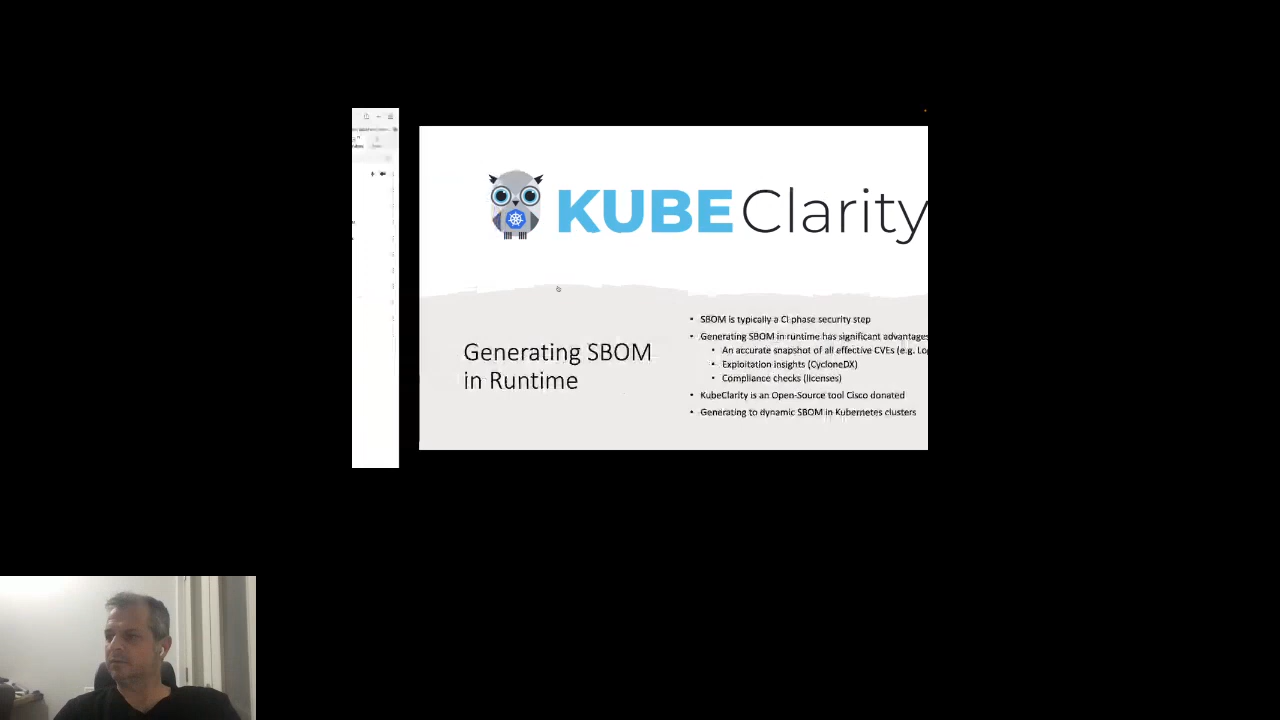 KUBEClarity
Generating SBOM
in Runtime
• SBOM is typically a CI phase security step
• Generating SBOM in runtime has significant advantages
• An accurate snapshot of all effective CVEs (e.g. Lo
• Exploitation insights (CycloneDX)
• Compliance checks (licenses)
• KubeClarity is an Open-Source tool Cisco donated
• Generating to dynamic SBOM in Kubernetes clusters